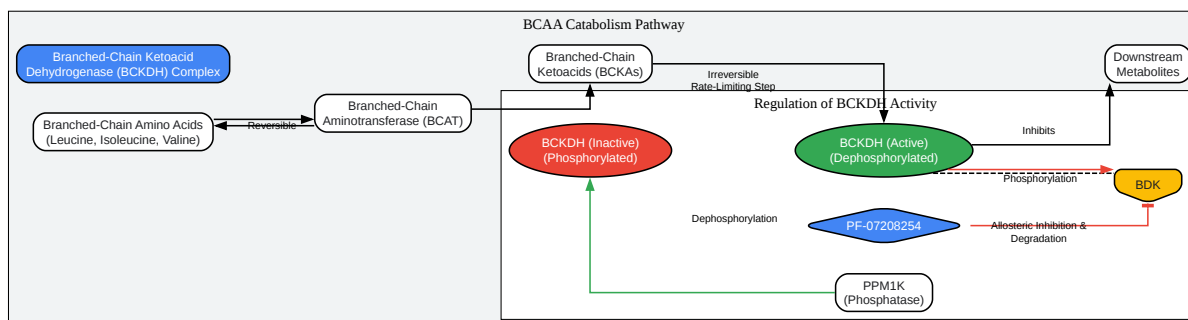 BCAA Catabolism Pathway
Branched-Chain Ketoacid
Dehydrogenase (BCKDH) Complex
Branched-Chain
Ketoacids (BCKAs)
Downstream
Metabolites
Irreversible
Rate-Limiting Step
Regulation of BCKDH Activity
Branched-Chain
Aminotransferase (BCAT)
Branched-Chain Amino Acids
(Leucine, Isoleucine, Valine)
Reversible
BCKDH (Inactive)
(Phosphorylated)
BCKDH (Active)
(Dephosphorylated)
Inhibits
Phosphorylation
BDK
Dephosphorylation
PF-07208254
Allosteric Inhibition &
Degradation
PPM1K
(Phosphatase)